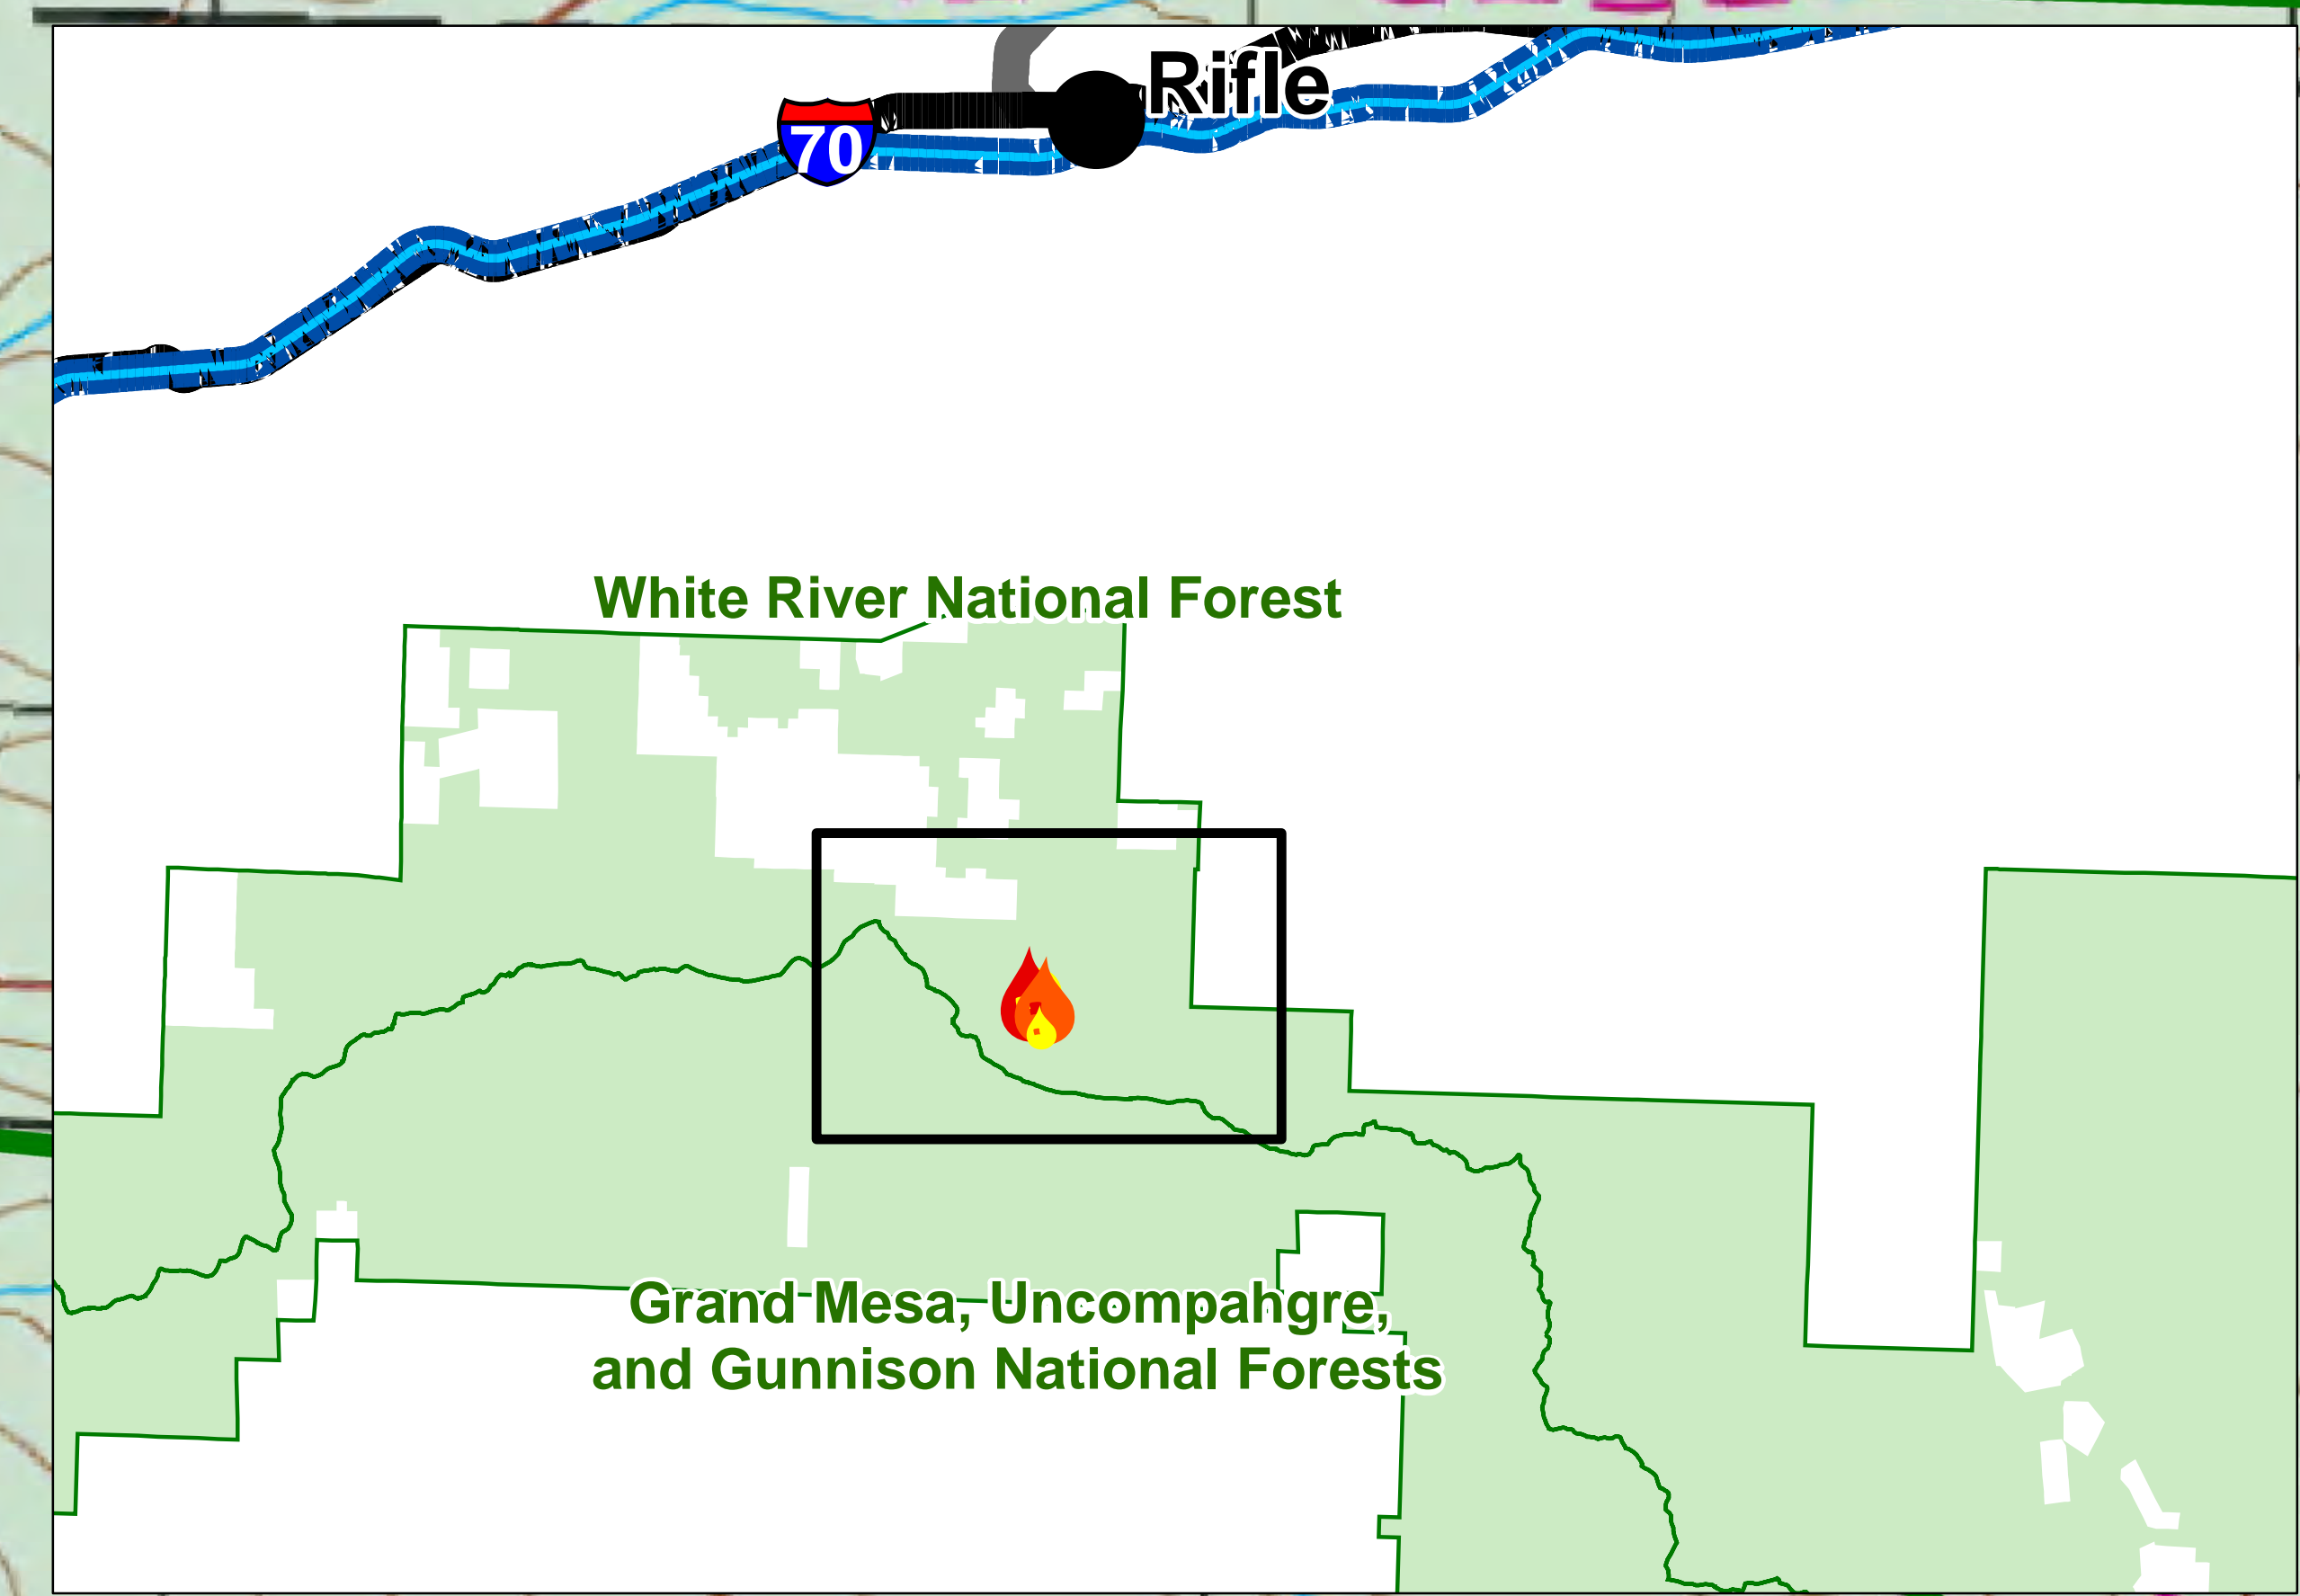 Rifle
70
White River National Forest
Grand Mesa, Uncompahgre,
and Gunnison National Forests